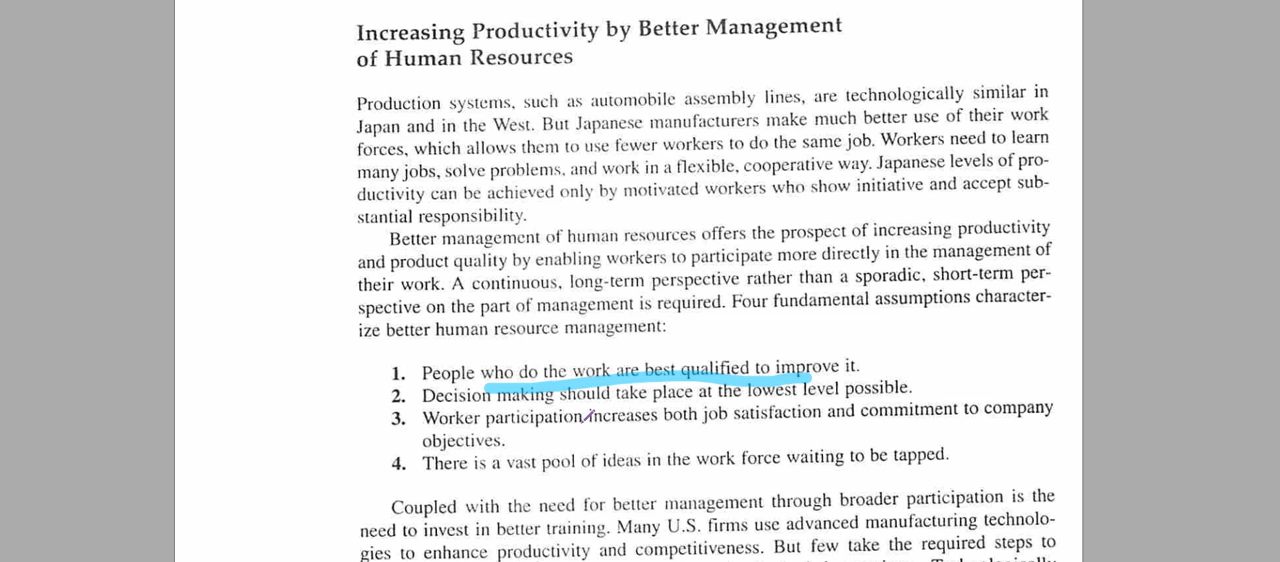 Increasing Productivity by Better Management
of Human Resources
Production systems, such as automobile assembly lines, are technologically similar in
Japan and in the West. But Japanese manufacturers make much better use of their work
forces, which allows them to use fewer workers to do the same job. Workers need to learn
many jobs, solve problems, and work in a flexible, cooperative way. Japanese levels of pro-
ductivity can be achieved only by motivated workers who show initiative and accept sub-
stantial responsibility.
Better management of human resources offers the prospect of increasing productivity
and product quality by enabling workers to participate more directly in the management of
their work. A continuous, long-term perspective rather than a sporadic, short-term per-
spective on the part of management is required. Four fundamental assumptions character-
ize better human resource management:
1. People who do the work are best qualified to improve it.
2. Decision making should take place at the lowest level possible.
3. Worker participation increases both job satisfaction and commitment to company
objectives.
4. There is a vast pool of ideas in the work force waiting to be tapped.
Coupled with the need for better management through broader participation is the
need to invest in better training. Many U.S. firms use advanced manufacturing technolo-
gies to enhance productivity and competitiveness. But few take the required steps to